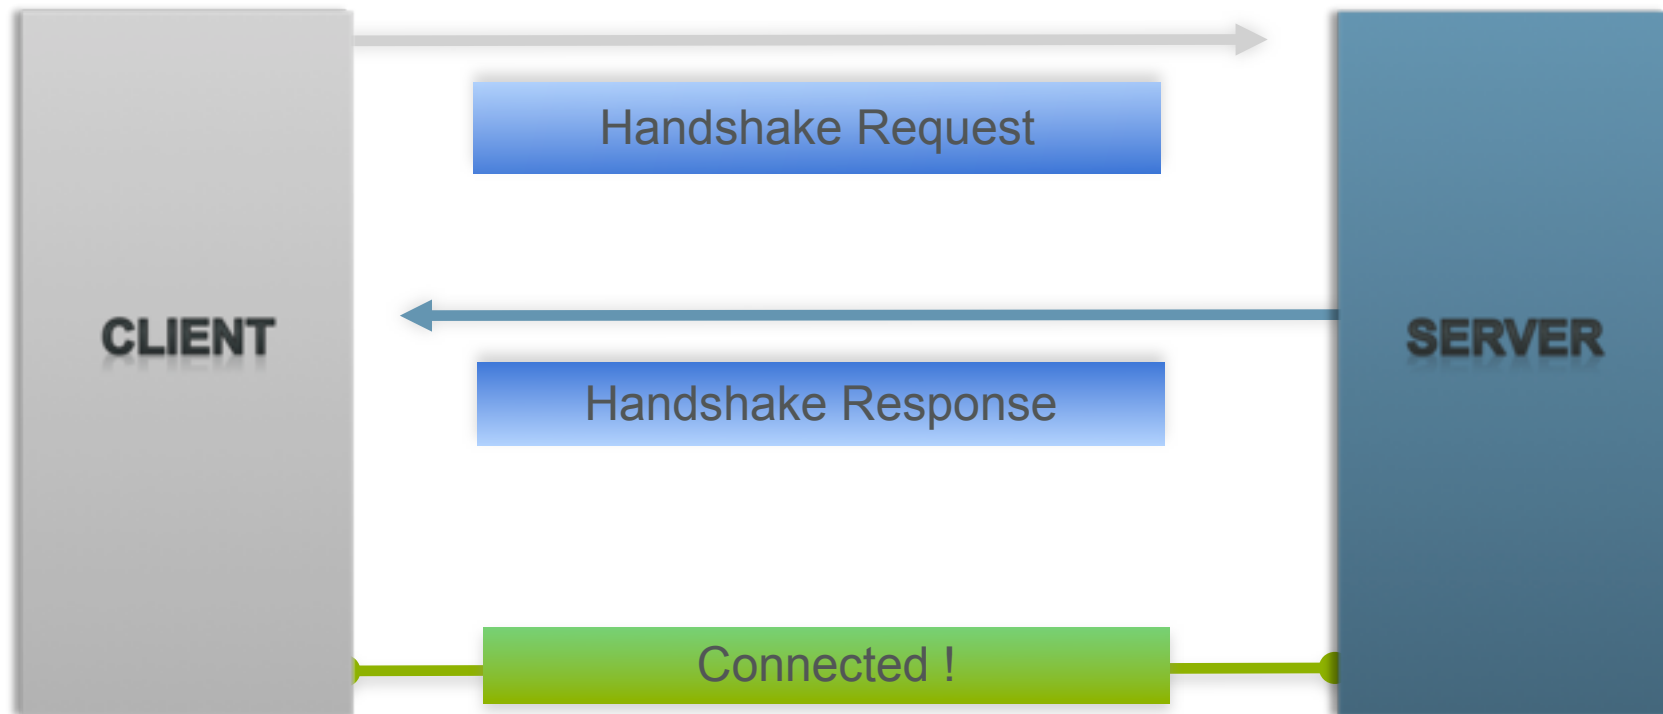 Handshake Request
CLIENT
SERVER
Handshake Response
Connected !